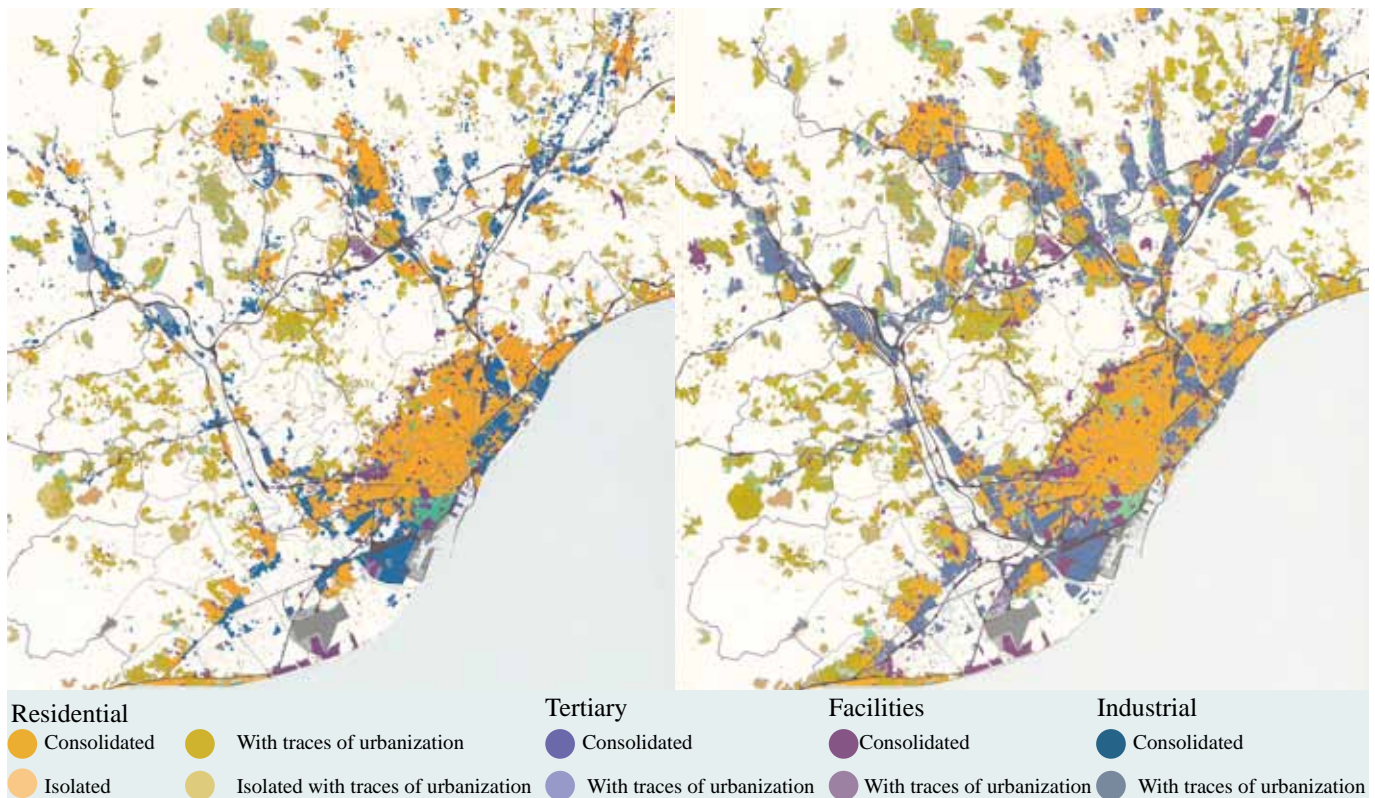 Residential
Tertiary
Facilities
Industrial
Consolidated
With traces of urbanization
Consolidated
Consolidated
Consolidated
Isolated
Isolated with traces of urbanization
With traces of urbanization
With traces of urbanization
With traces of urbanization